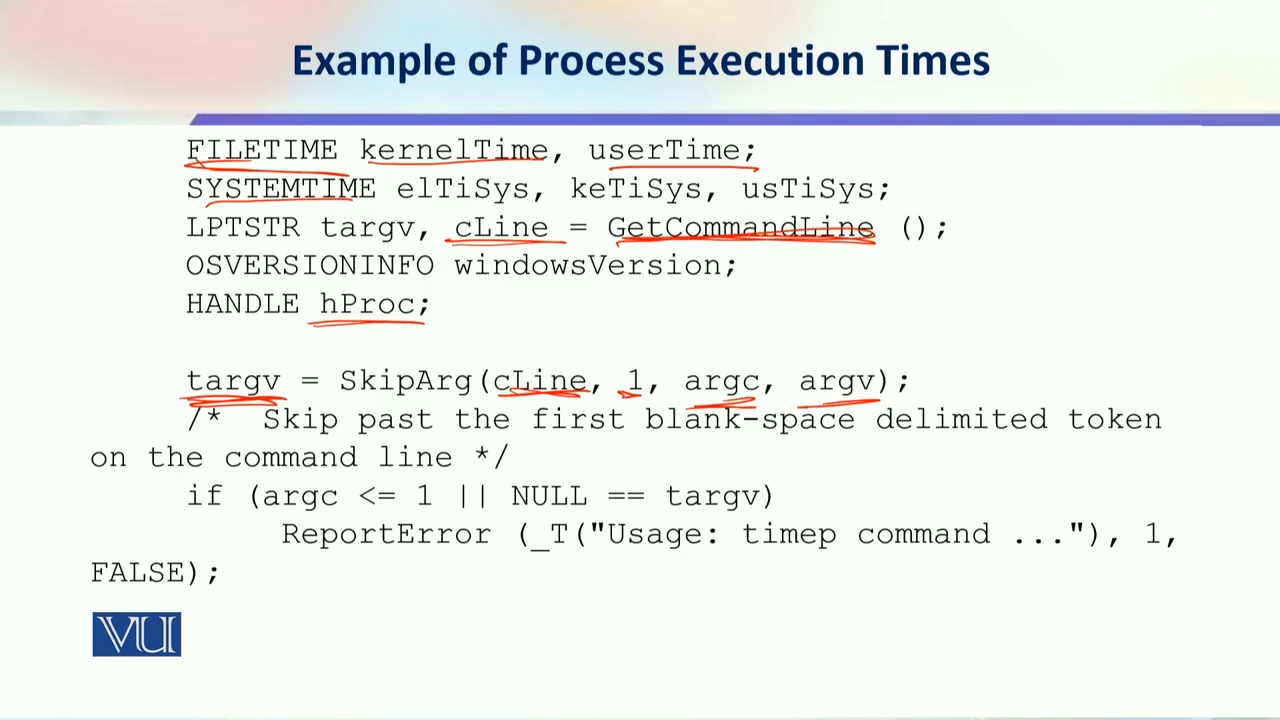 Example of Process Execution Times
FILETIME kernelTime, userTime;
SYSTEMTIME elTiSys, keTiSys, usTiSys;
LPTSTR targv, cLine = GetCommandLine ();
OSVERSIONINFO windowsVersion;
HANDLE hProc;
targv = SkipArg(cLine, 1, argc, argv);
/* Skip past the first blank-space delimited token
on the command line */
if (argc <= 1 || NULL == targv)
ReportError (_T("Usage: timep command ..."), 1,
FALSE);
VU